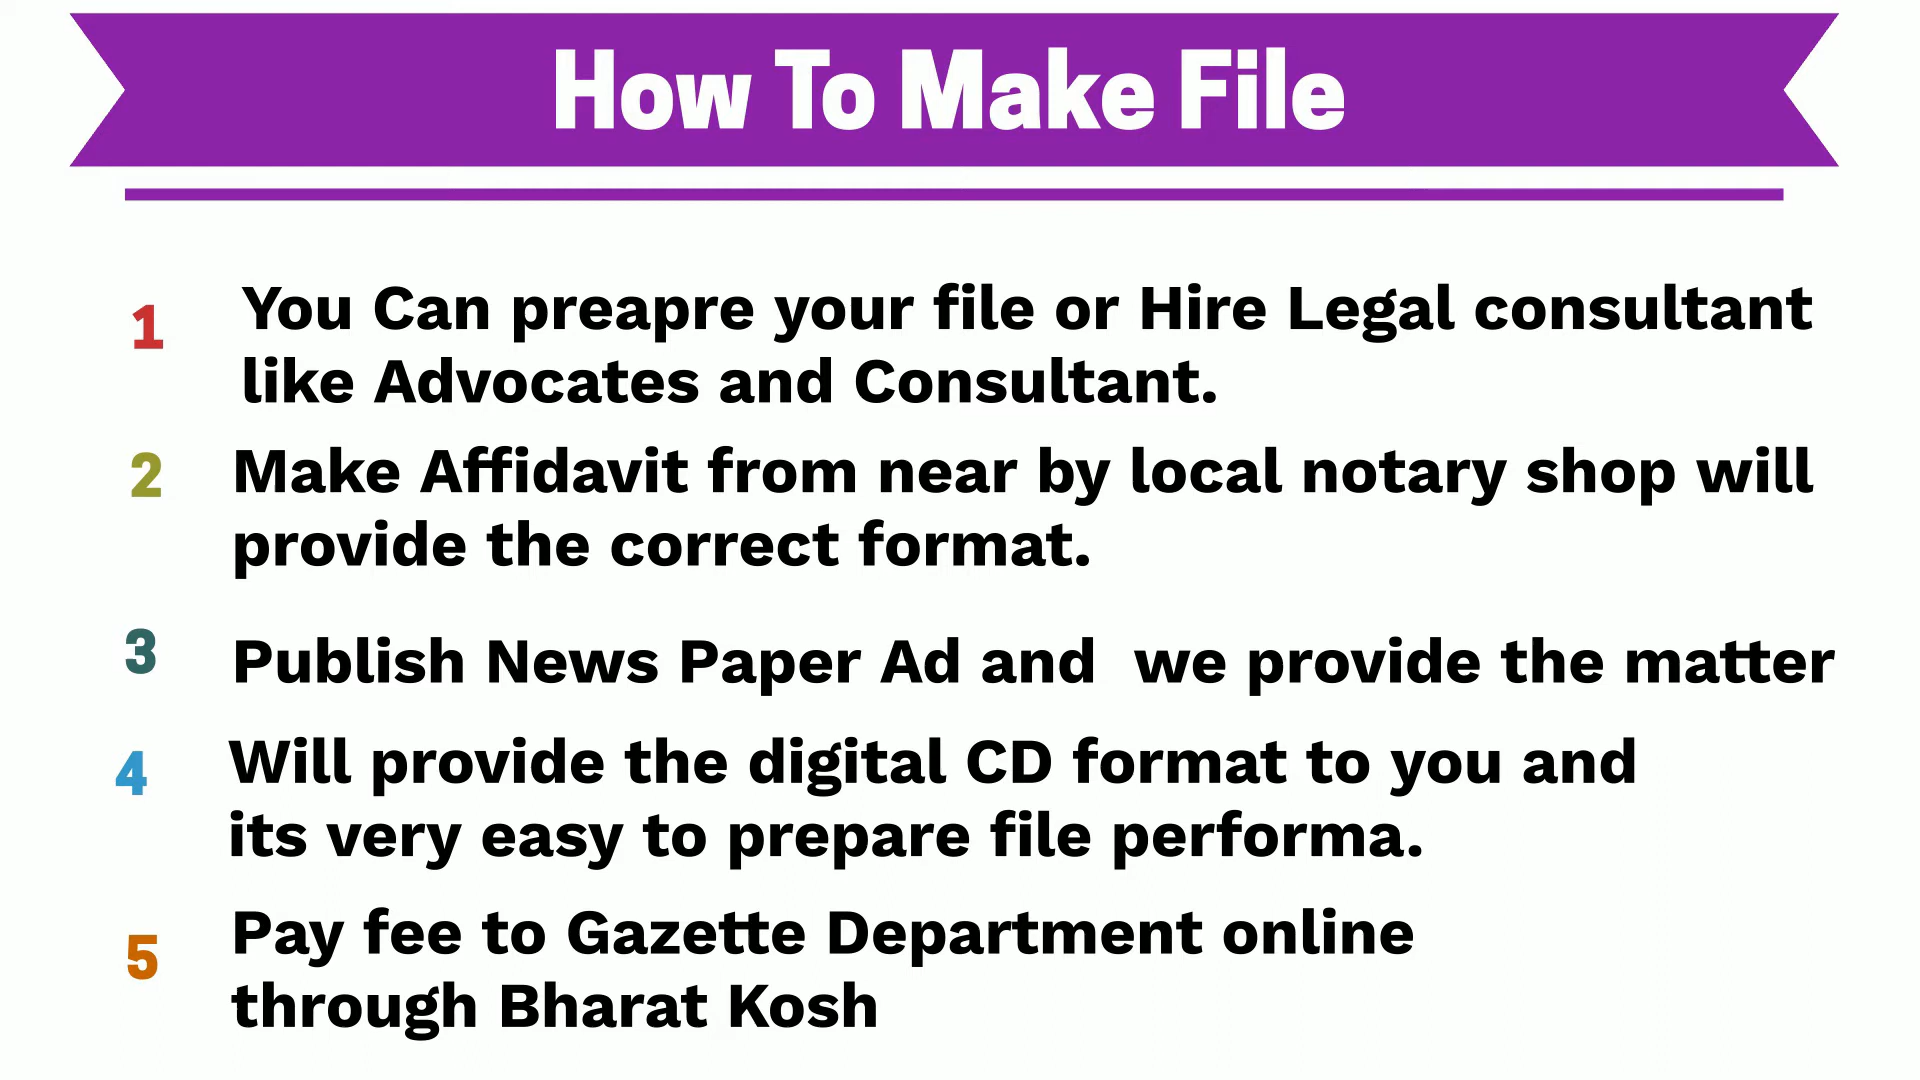 How To Make File
1 You Can preapre your file or Hire Legal consultant
like Advocates and Consultant.
2 Make Affidavit from near by local notary shop will
provide the correct format.
3 Publish News Paper Ad and  we provide the matter
4 Will provide the digital CD format to you and
its very easy to prepare file performa.
5 Pay fee to Gazette Department online
through Bharat Kosh